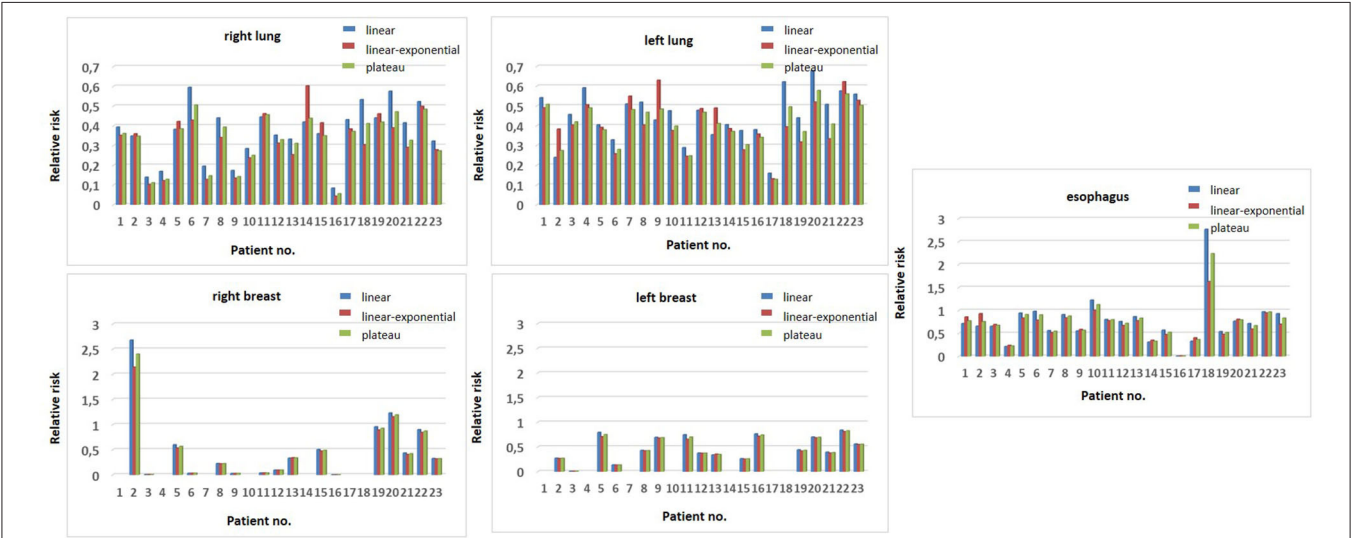 right lung
linear
linear-exponential
plateau
0,7
0,6
0,5
0,4
0,3
0,2
0,1
0
Relative risk
1 2 3 4 5 6 7 8 9 10 11 12 13 14 15 16 17 18 19 20 21 22 23
Patient no.
left lung
linear
linear-exponential
plateau
0,7
0,6
0,5
0,4
0,3
0,2
0,1
0
Relative risk
1 2 3 4 5 6 7 8 9 10 11 12 13 14 15 16 17 18 19 20 21 22 23
Patient no.
right breast
linear
linear-exponential
plateau
3
2,5
2
1,5
1
0,5
0
Relative risk
1 2 3 4 5 6 7 8 9 10 11 12 13 14 15 16 17 18 19 20 21 22 23
Patient no.
left breast
linear
linear-exponential
plateau
3
2,5
2
1,5
1
0,5
0
Relative risk
1 2 3 4 5 6 7 8 9 10 11 12 13 14 15 16 17 18 19 20 21 22 23
Patient no.
esophagus
linear
linear-exponential
plateau
3
2,5
2
1,5
1
0,5
0
Relative risk
1 2 3 4 5 6 7 8 9 10 11 12 13 14 15 16 17 18 19 20 21 22 23
Patient no.